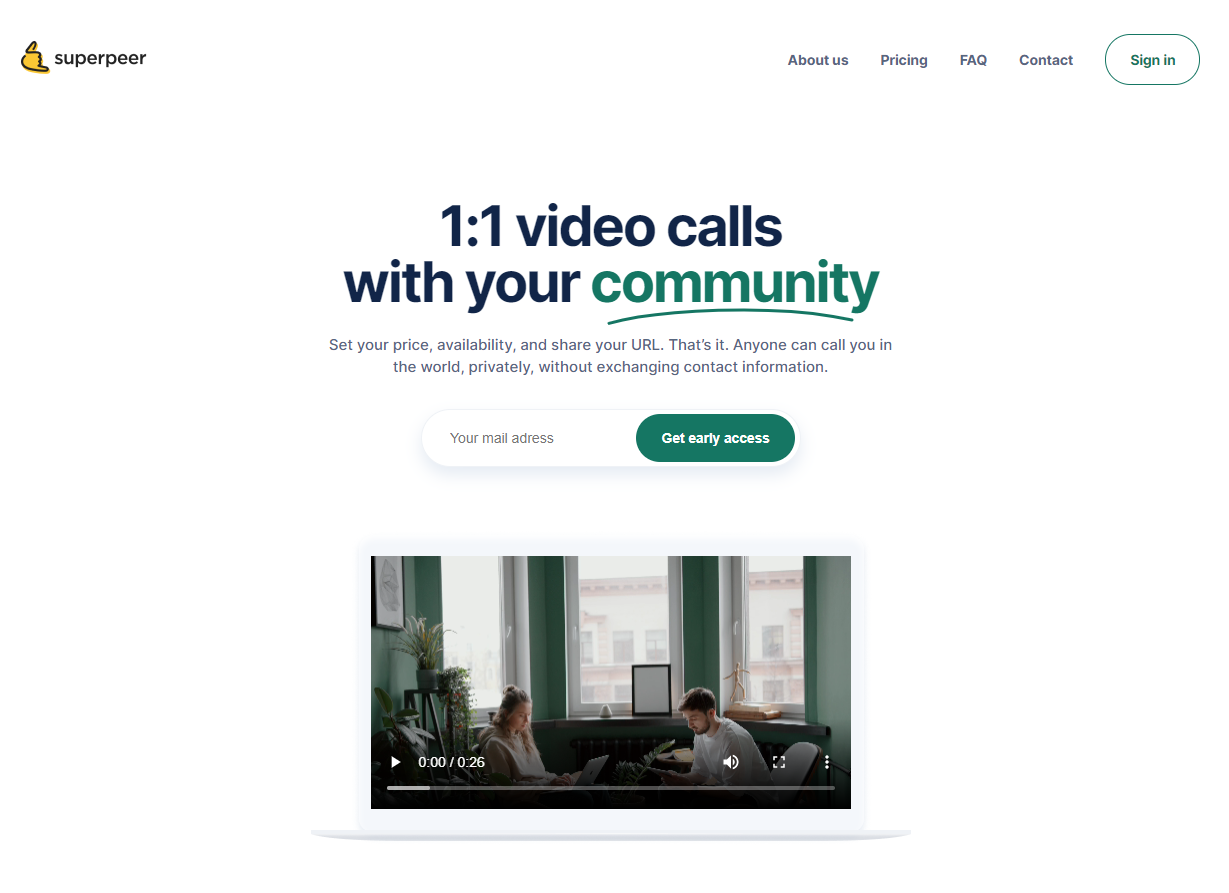 superpeer
About us
Pricing
FAQ
Contact
Sign in
1:1 video calls
with your community
Set your price, availability, and share your URL. That’s it. Anyone can call you in
the world, privately, without exchanging contact information.
Your mail adress
Get early access
0:00 / 0:26